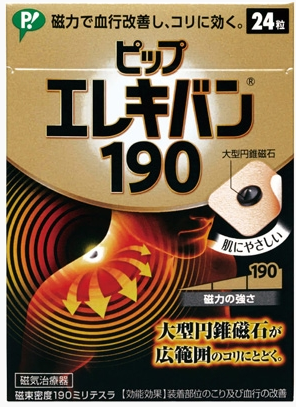 P!
磁力で血行改善し、コリに効く。
24粒
ピップ
エレキバン®
190
大型円錐磁石
肌にやさしい
190
磁力の強さ
大型円錐磁石が
広範囲のコリにとどく。
磁気治療器
磁束密度190ミリテスラ
【効能効果】装着部位のこり及び血行の改善